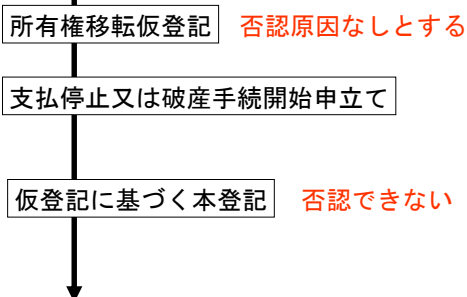 所有権移転仮登記 否認原因なしとする
支払停止又は破産手続開始申立て
仮登記に基づく本登記 否認できない